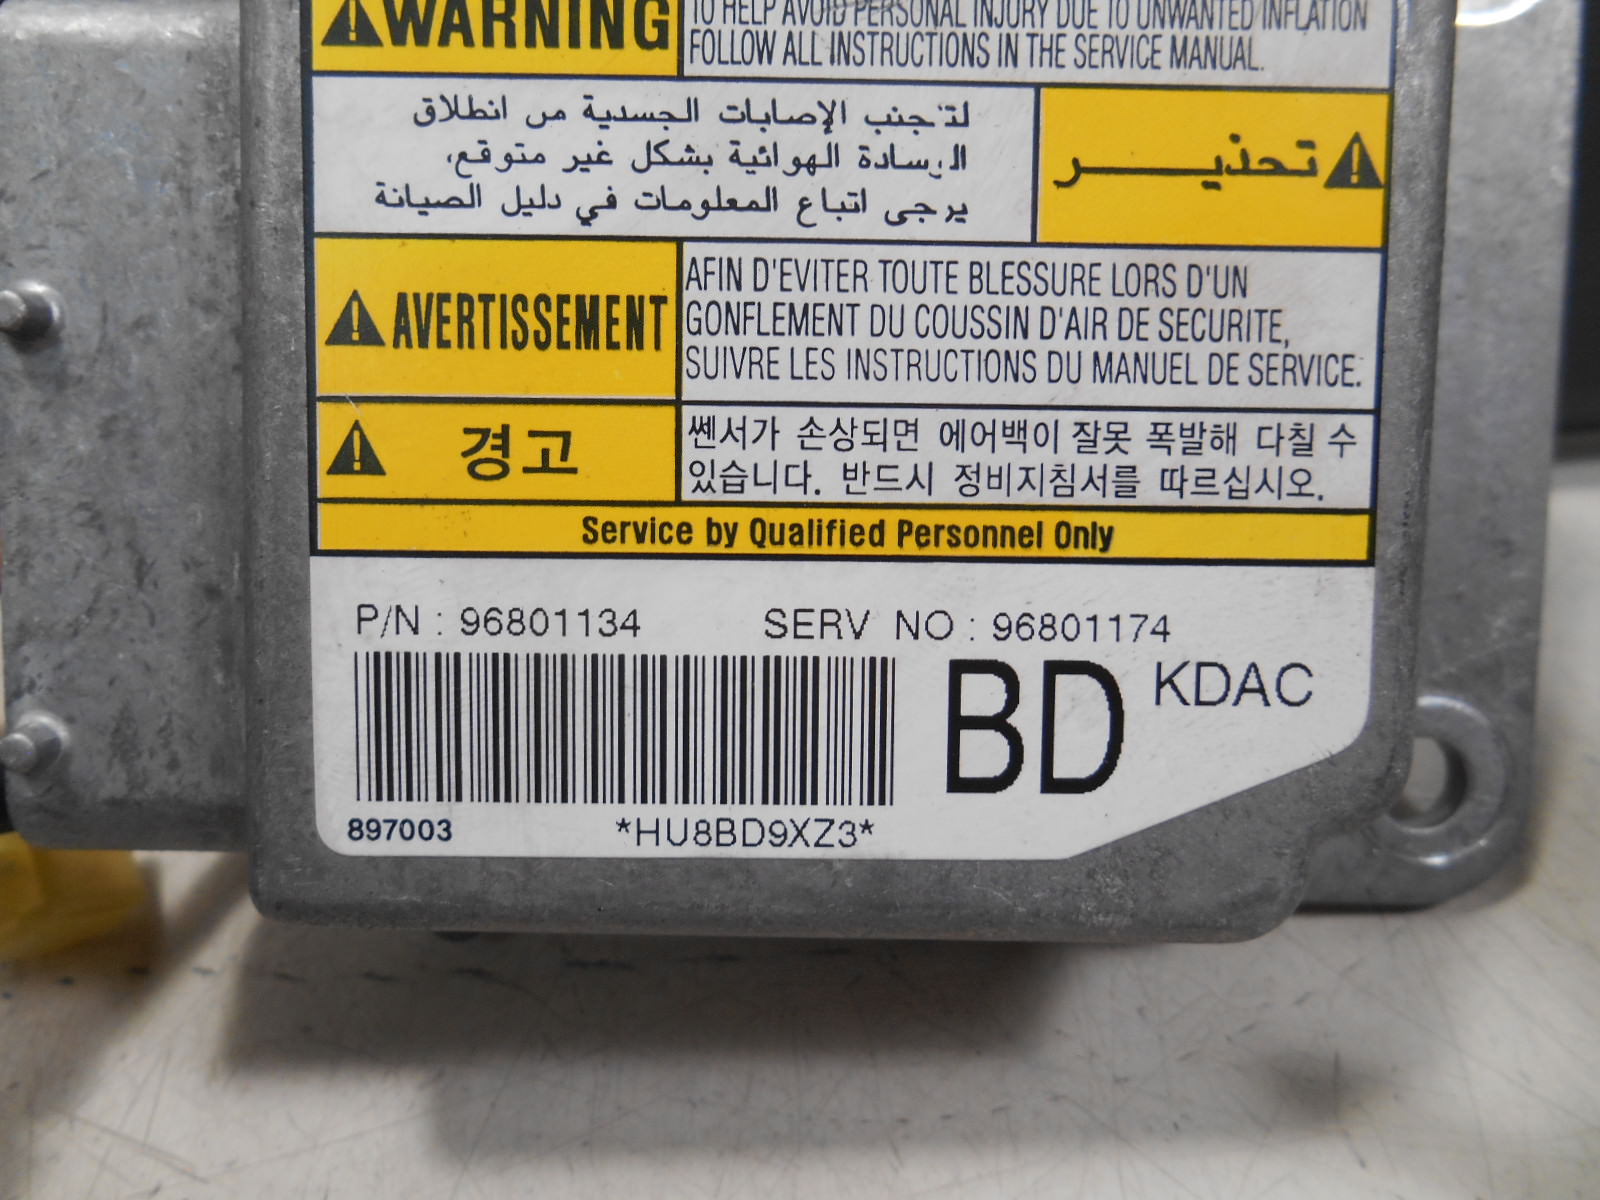 WARNING
TO HELP AVOID PERSONAL INJURY DUE TO UNWANTED INFLATION
FOLLOW ALL INSTRUCTIONS IN THE SERVICE MANUAL.
تحذيـــر
لتجنب الإصابات الجسدية من انطلاق
الوسادة الهوائية بشكل غير متوقع،
يرجى اتباع المعلومات في دليل الصيانة
AVERTISSEMENT
AFIN D'EVITER TOUTE BLESSURE LORS D'UN
GONFLEMENT DU COUSSIN D'AIR DE SECURITE,
SUIVRE LES INSTRUCTIONS DU MANUEL DE SERVICE.
경고
쎈서가 손상되면 에어백이 잘못 폭발해 다칠 수
있습니다. 반드시 정비지침서를 따르십시오.
Service by Qualified Personnel Only
P/N : 96801134 SERV NO : 96801174
BD KDAC
897003 *HU8BD9XZ3*